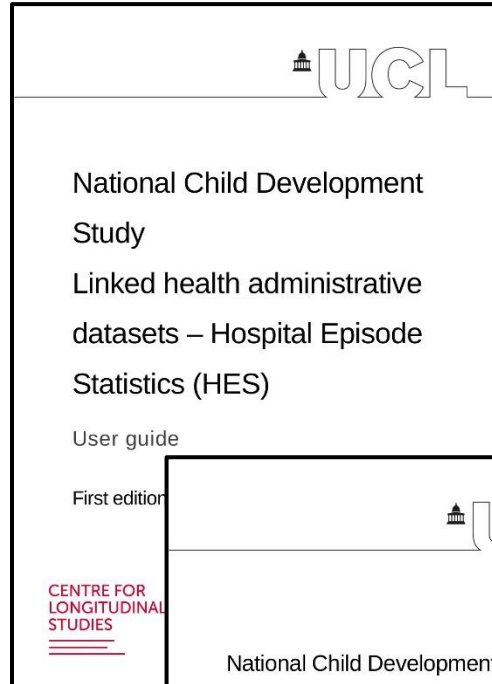 UCL
National Child Development
Study
Linked health administrative
datasets – Hospital Episode
Statistics (HES)
User guide
First edition
CENTRE FOR
LONGITUDINAL
STUDIES
National Child Development